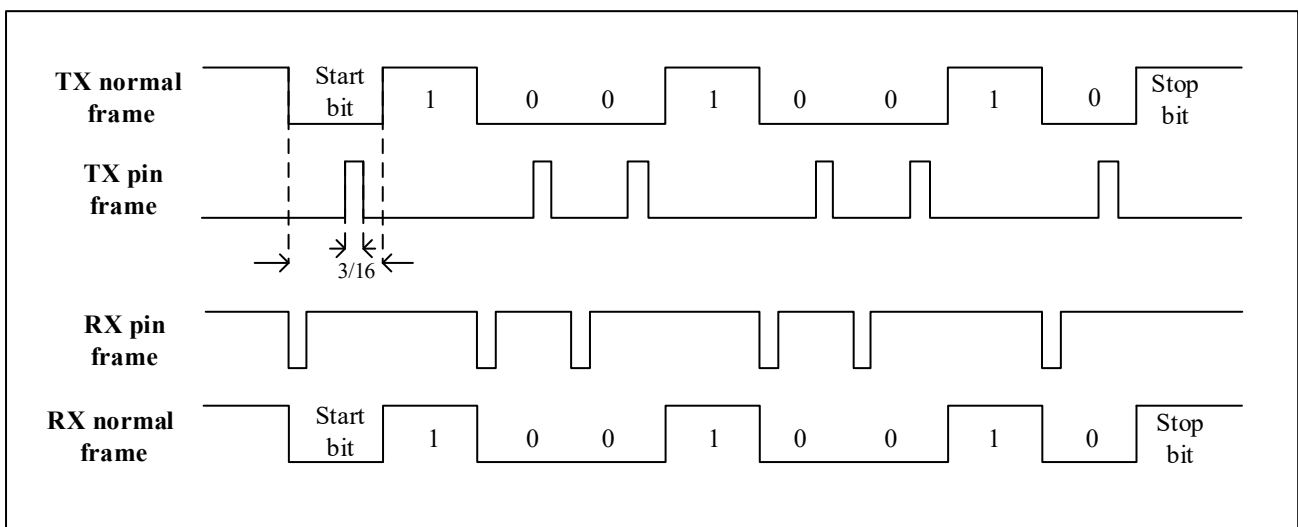 TX normal
frame
Start
bit
1 0 0 1 0 0 1 0
Stop
bit
TX pin
frame
3/16
RX pin
frame
RX normal
frame
Start
bit
1 0 0 1 0 0 1 0
Stop
bit